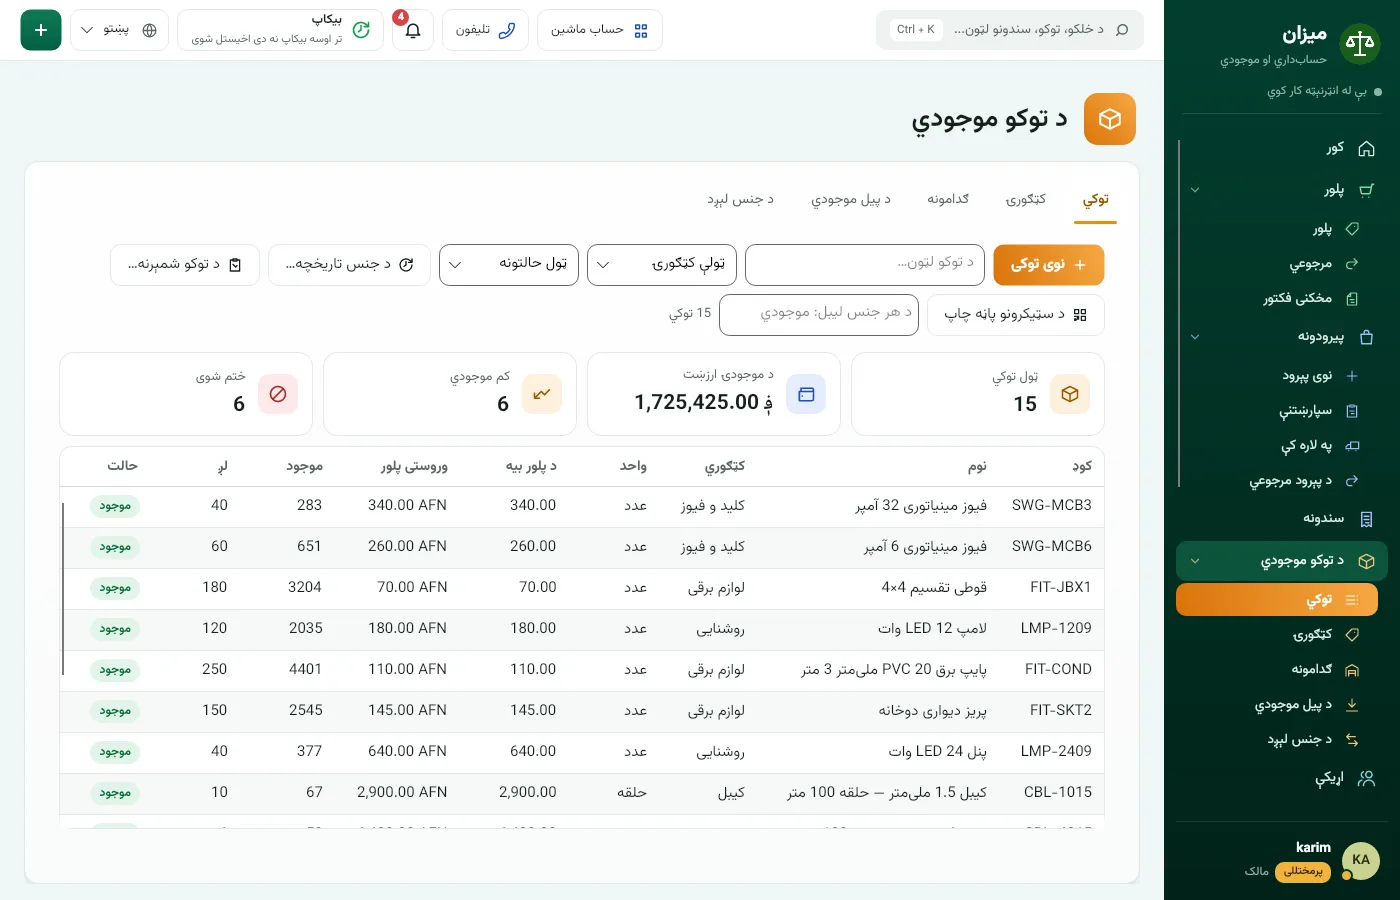 میزان
حساب‌داري او موجودي
بې له انټرنېټه کار کوي
کور
پلور
پلور
مرجوعي
مخکنی فکتور
پیرودونه
نوی پیرود
سپارښتنې
په لاره کې
د پیرود مرجوعي
سندونه
د توکو موجودي
توکي
کټګورۍ
ګدامونه
د پیل موجودي
د جنس لېږد
اړیکې
karim
پرمختللی
مالک
KA
د خلکو، توکو، سندونو لټون...
Ctrl + K
حساب ماشین
تلیفون
4
بیکاپ
تر اوسه بیکاپ نه دی اخیستل شوی
پښتو
د توکو موجودي
توکي
کټګورۍ
ګدامونه
د پیل موجودي
د جنس لېږد
نوی توکی
د توکو لټون...
ټولې کټګورۍ
ټول حالتونه
د جنس تاریخچه...
د توکو شمېرنه...
د سټیکرونو پاڼه چاپ
د هر جنس لیبل: موجودي
15 توکي
ټول توکي
15
د موجودۍ ارزښت
؋ 1,725,425.00
کم موجودي
6
ختم شوی
6
کوډ نوم کټګوري واحد د پلور بیه وروستی پلور موجود لږ حالت
SWG-MCB3 فیوز مینیاتوری 32 آمپر کلید و فیوز عدد 340.00 340.00 AFN 283 40 موجود
SWG-MCB6 فیوز مینیاتوری 6 آمپر کلید و فیوز عدد 260.00 260.00 AFN 651 60 موجود
FIT-JBX1 قوطی تقسیم 4×4 لوازم برقی عدد 70.00 70.00 AFN 3204 180 موجود
LMP-1209 لامپ LED 12 وات روشنایی عدد 180.00 180.00 AFN 2035 120 موجود
FIT-COND پایپ برق PVC 20 ملی‌متر 3 متر لوازم برقی عدد 110.00 110.00 AFN 4401 250 موجود
FIT-SKT2 پریز دیواری دوخانه لوازم برقی عدد 145.00 145.00 AFN 2545 150 موجود
LMP-2409 پنل LED 24 وات روشنایی عدد 640.00 640.00 AFN 377 40 موجود
CBL-1015 کیبل 1.5 ملی‌متر — حلقه 100 متر کیبل حلقه 2,900.00 2,900.00 AFN 67 10 موجود